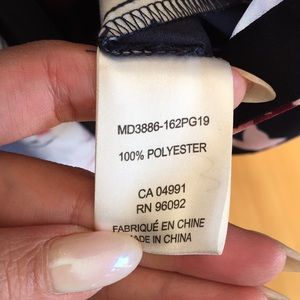 MD3886-162PG19
100% POLYESTER
CA 04991
RN 96092
FABRIQUÉ EN CHINE
MADE IN CHINA